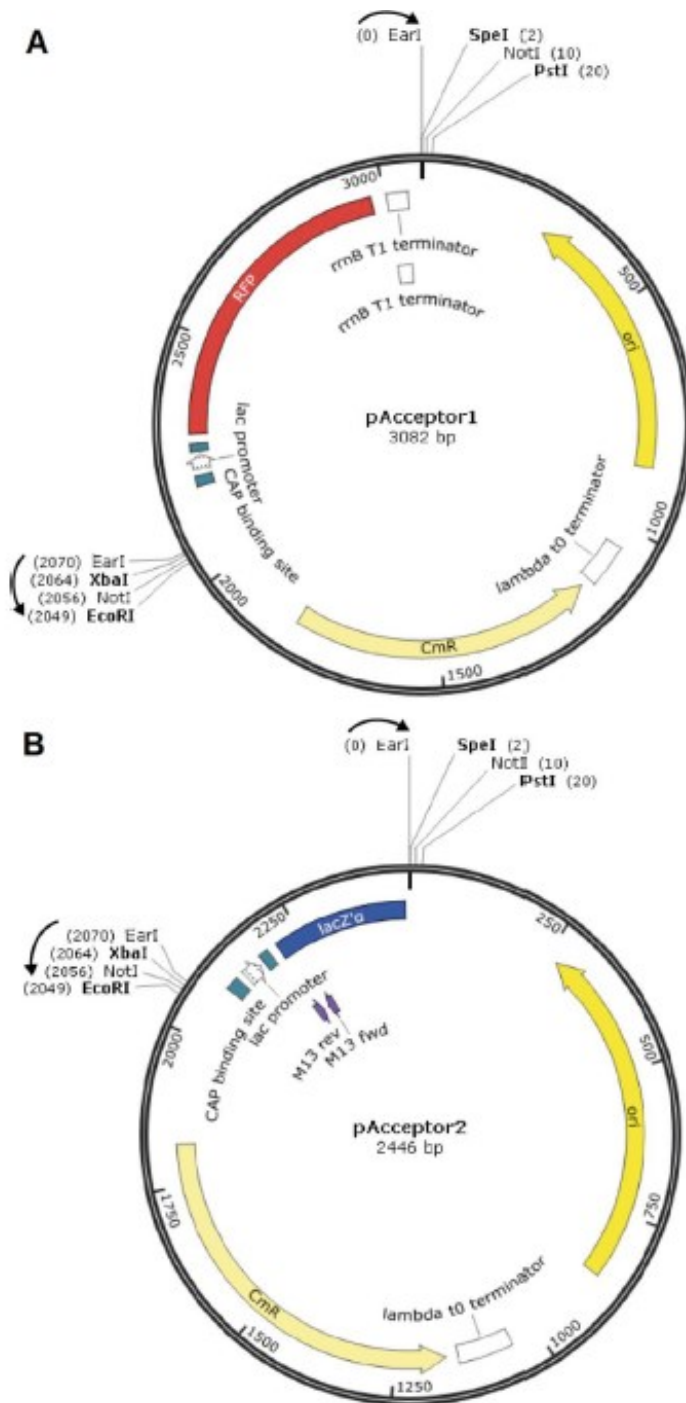 A
(0) EarI
SpeI (2)
NotI (10)
PstI (20)
3000
rrnB T1 terminator
rrnB T1 terminator
RFP
500
ori
2500
pAcceptor1
3082 bp
lac promoter
CAP binding site
lambda t0 terminator
1000
(2070) EarI
(2064) XbaI
(2056) NotI
(2049) EcoRI
2000
CmR
1500
B
(0) EarI
SpeI (2)
NotI (10)
PstI (20)
2250
lacZ'α
250
(2070) EarI
(2064) XbaI
(2056) NotI
(2049) EcoRI
lac promoter
CAP binding site
M13 rev
M13 fwd
2000
500
ori
pAcceptor2
2446 bp
1750
750
CmR
lambda t0 terminator
1500
1000
1250